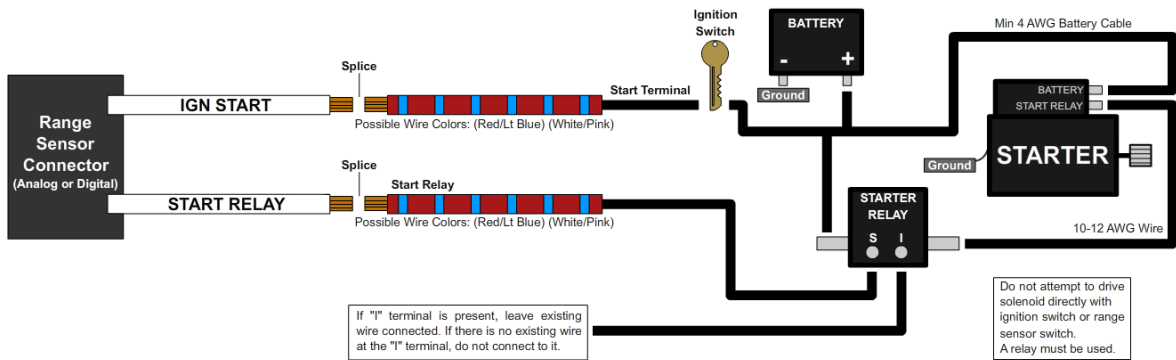 Range
Sensor
Connector
(Analog or Digital)
IGN START
START RELAY
Splice
Possible Wire Colors: (Red/Lt Blue) (White/Pink)
Start Terminal
Splice
Start Relay
Possible Wire Colors: (Red/Lt Blue) (White/Pink)
Ignition
Switch
BATTERY
- +
Ground
Min 4 AWG Battery Cable
BATTERY
START RELAY
STARTER
Ground
STARTER
RELAY
S I
10-12 AWG Wire
If "I" terminal is present, leave existing
wire connected. If there is no existing wire
at the "I" terminal, do not connect to it.
Do not attempt to drive
solenoid directly with
ignition switch or range
sensor switch.
A relay must be used.